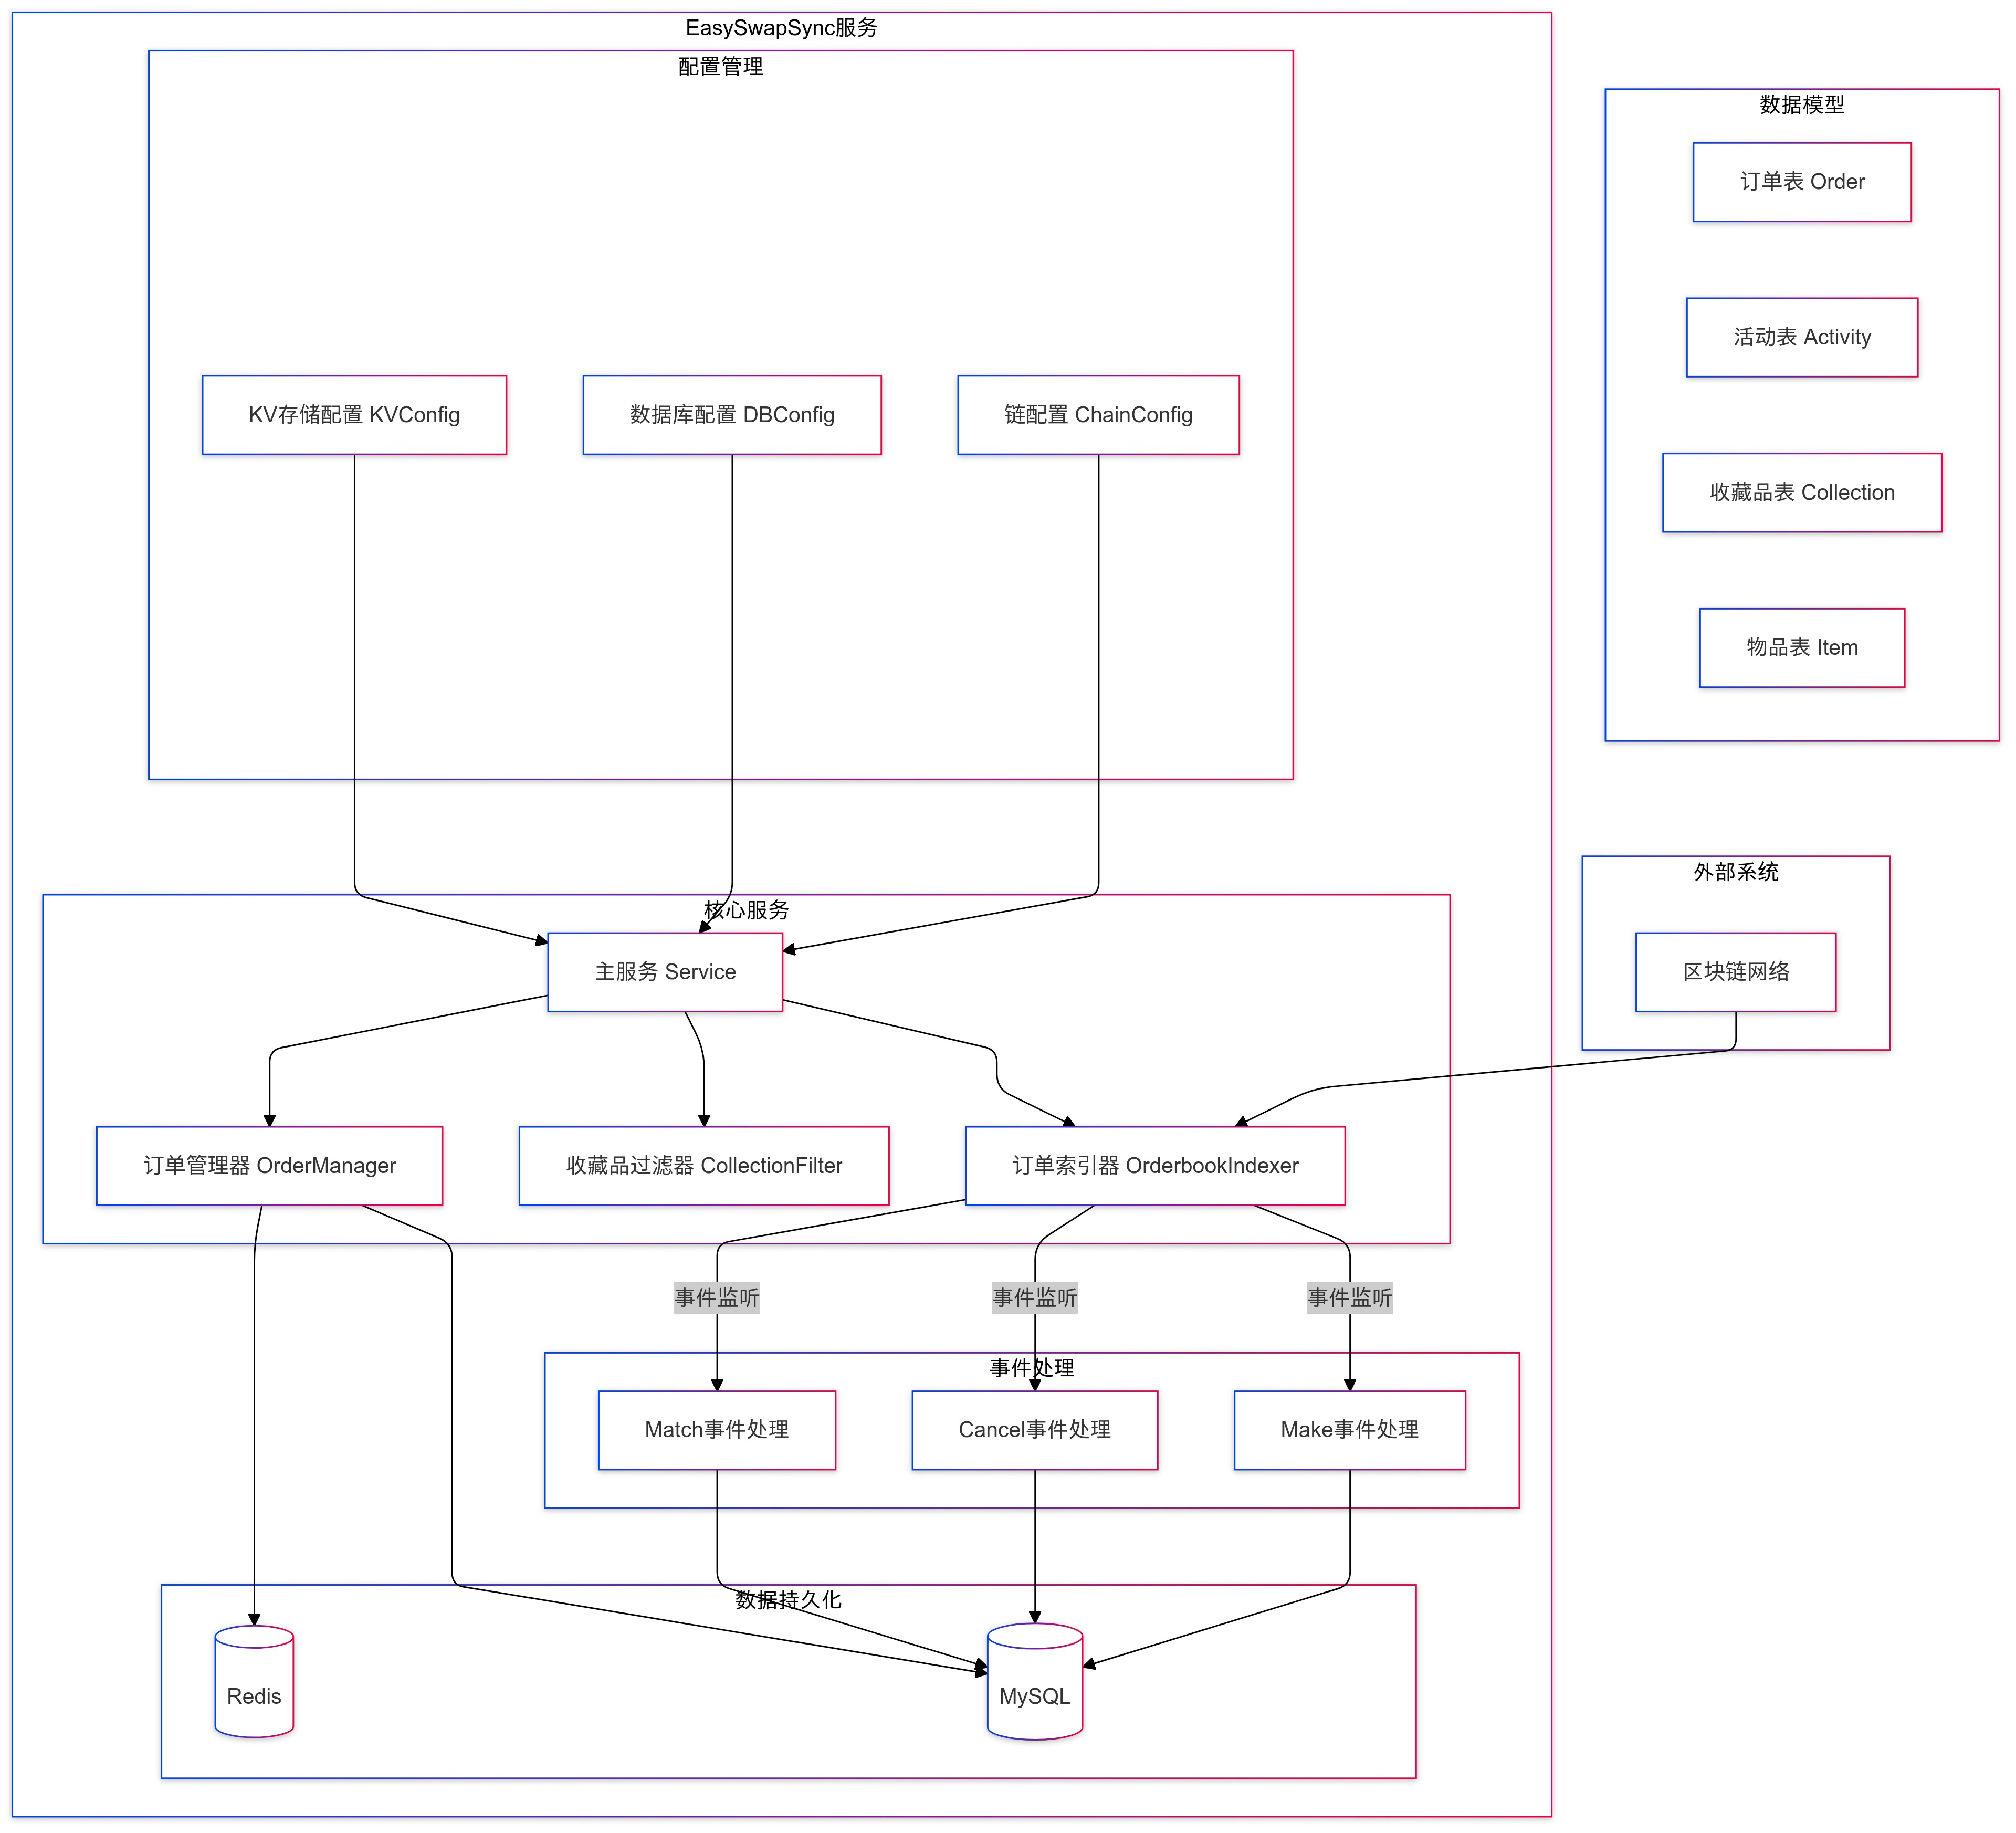 EasySwapSync服务
配置管理
KV存储配置 KVConfig
数据库配置 DBConfig
链配置 ChainConfig
数据模型
订单表 Order
活动表 Activity
收藏品表 Collection
物品表 Item
外部系统
区块链网络
核心服务
主服务 Service
订单管理器 OrderManager
收藏品过滤器 CollectionFilter
订单索引器 OrderbookIndexer
事件监听
事件监听
事件监听
事件处理
Match事件处理
Cancel事件处理
Make事件处理
数据持久化
Redis
MySQL